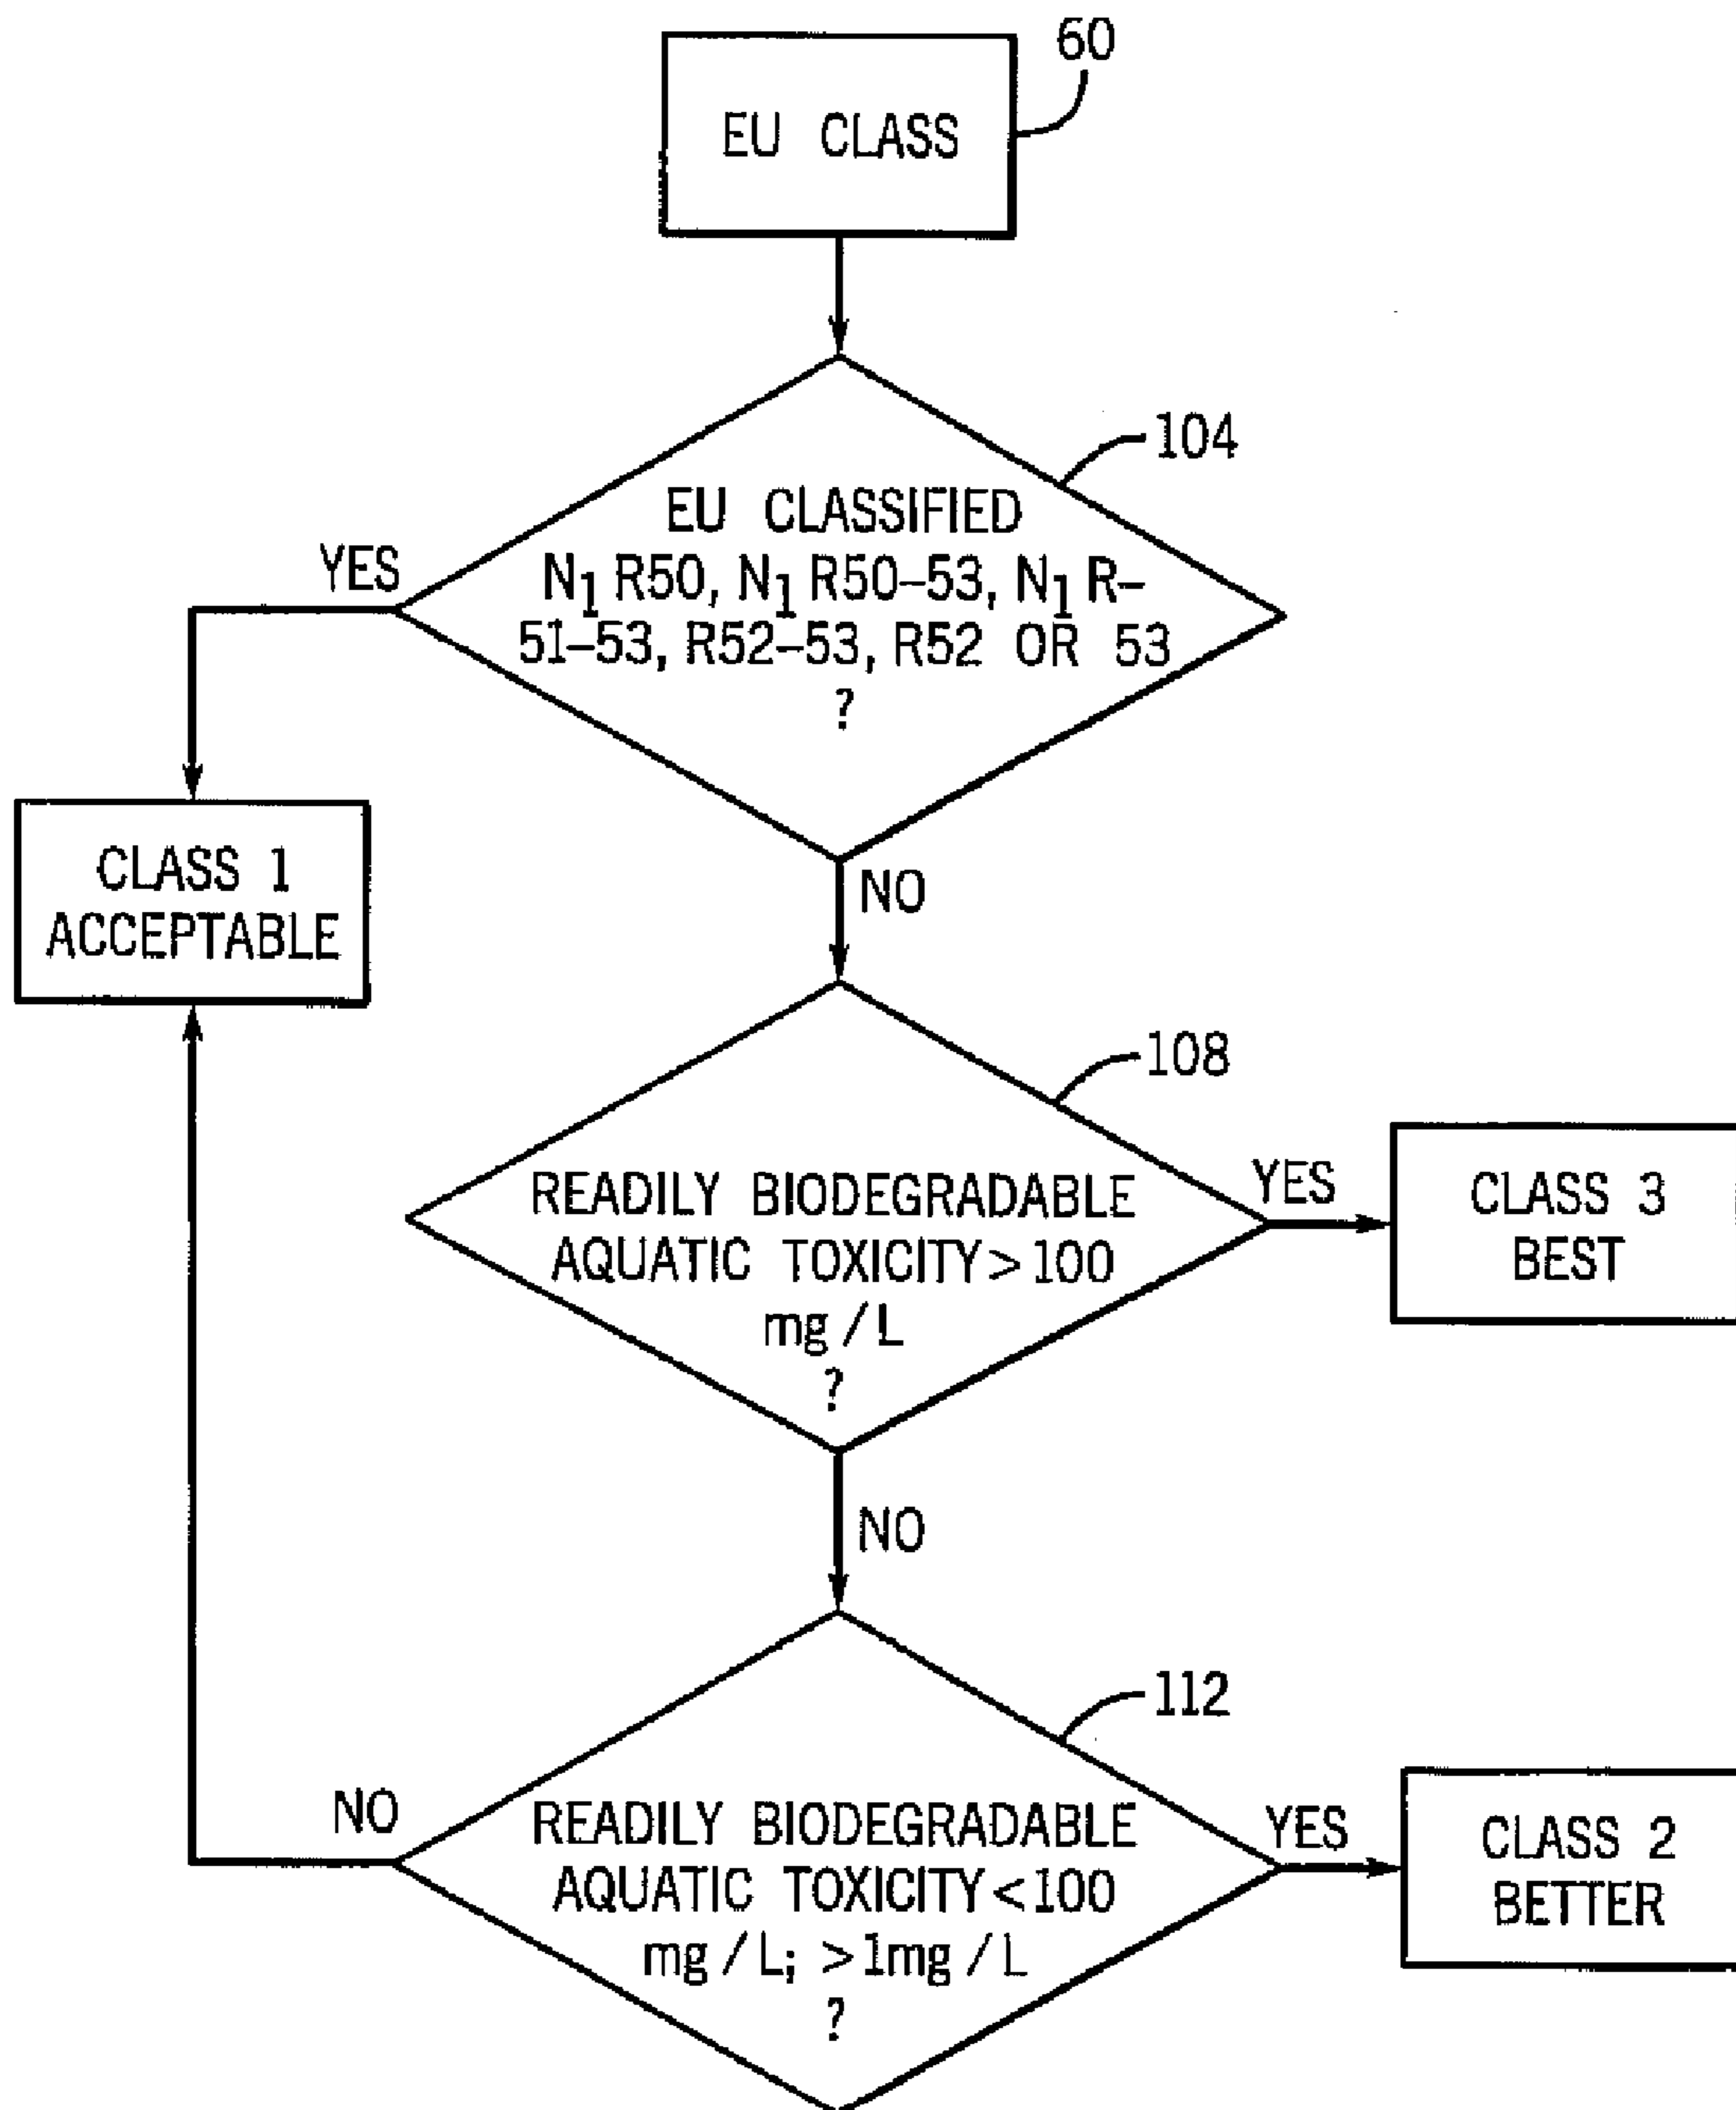 60
EU CLASS
104
EU CLASSIFIED
N1 R50, N1 R50–53, N1 R–
51–53, R52–53, R52 OR 53
?
YES
CLASS 1
ACCEPTABLE
NO
108
READILY BIODEGRADABLE
AQUATIC TOXICITY > 100
mg / L
?
YES
CLASS 3
BEST
NO
112
READILY BIODEGRADABLE
AQUATIC TOXICITY < 100
mg / L; > 1mg / L
?
NO
YES
CLASS 2
BETTER